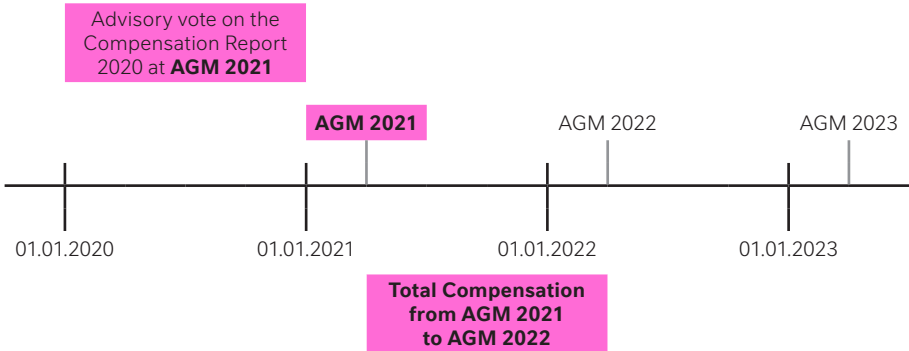 Advisory vote on the
Compensation Report
2020 at AGM 2021
AGM 2021
AGM 2022
AGM 2023
01.01.2020
01.01.2021
01.01.2022
01.01.2023
Total Compensation
from AGM 2021
to AGM 2022